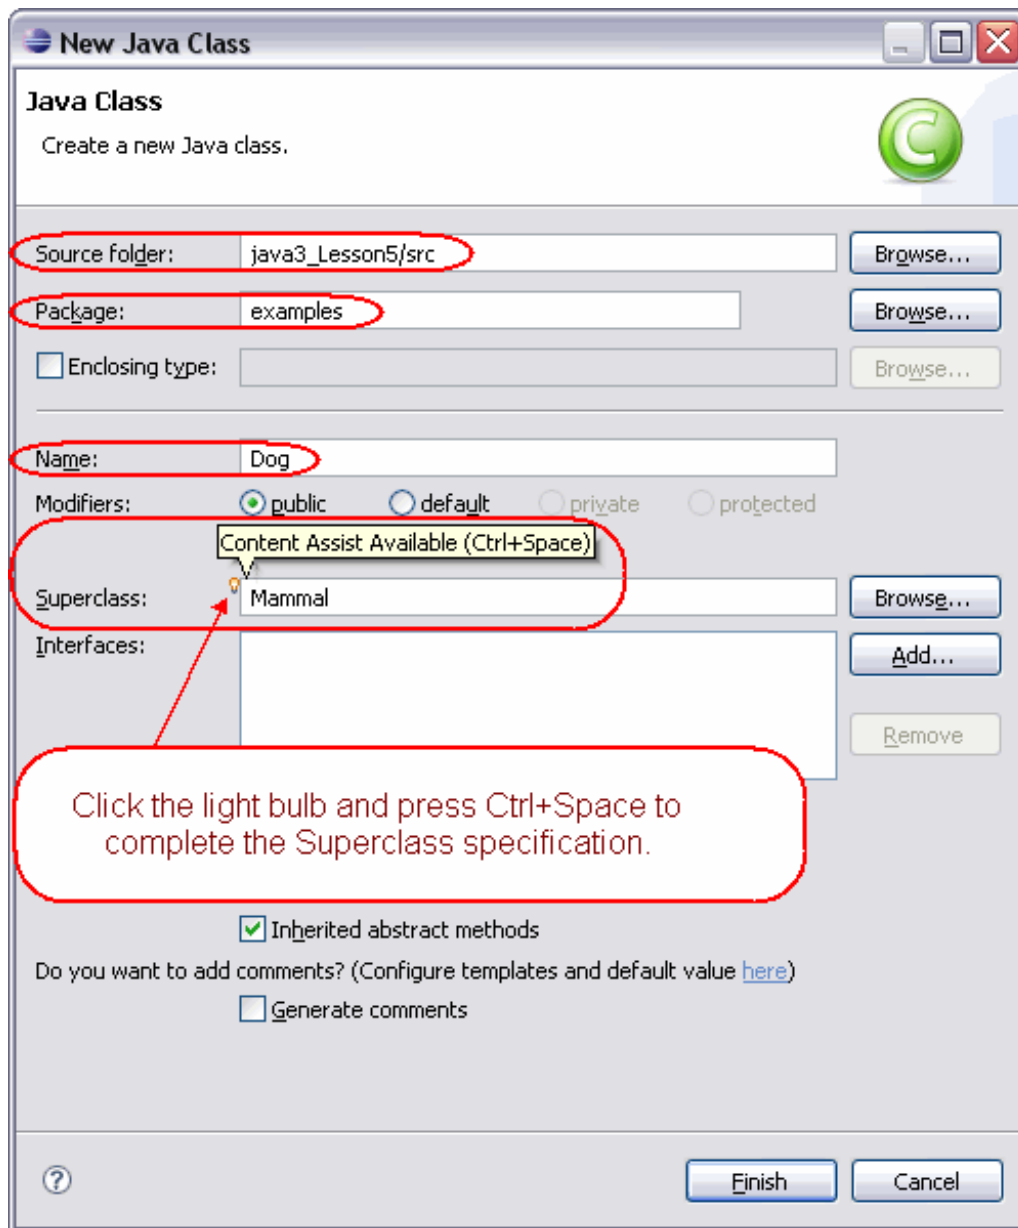 New Java Class
Java Class
Create a new Java class.
C
Source folder: java3_Lesson5/src Browse...
Package: examples Browse...
Enclosing type: Browse...
Name: Dog
Modifiers: public default private protected
Content Assist Available (Ctrl+Space)
Superclass: Mammal Browse...
Interfaces: Add...
Remove
Click the light bulb and press Ctrl+Space to
complete the Superclass specification.
Inherited abstract methods
Do you want to add comments? (Configure templates and default value here)
Generate comments
? Finish Cancel